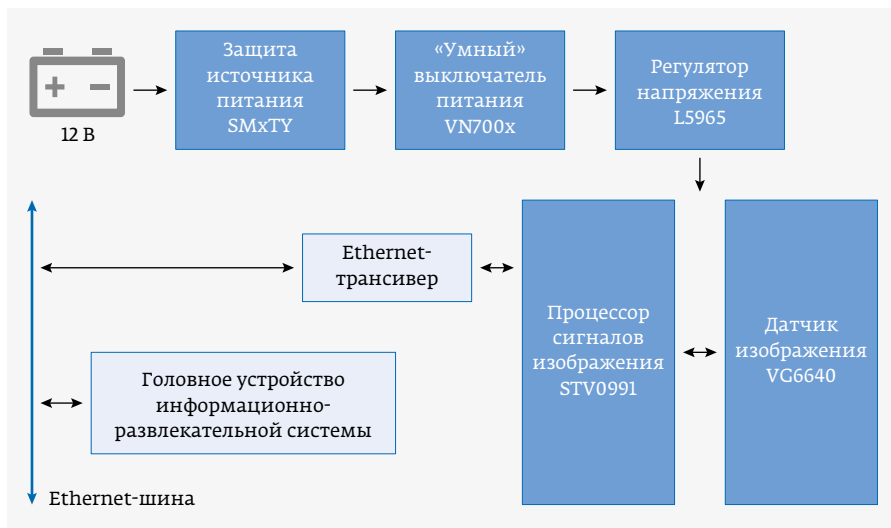 Защита
источника
питания
SMxTY
«Умный»
выключатель
питания
VN700x
Регулятор
напряжения
L5965
+ −
12 В
Ethernet-
трансивер
Процессор
сигналов
изображения
STV0991
Датчик
изображения
VG6640
Головное устройство
информационно-
развлекательной системы
Ethernet-шина